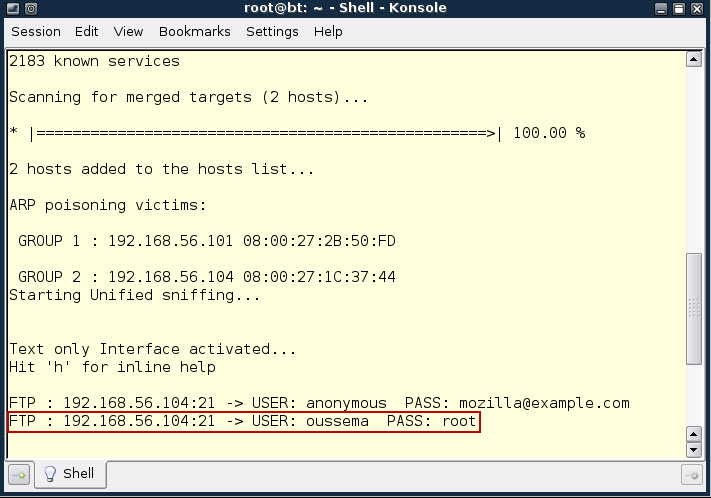 root@bt: ~ - Shell - Konsole
Session Edit View Bookmarks Settings Help
2183 known services
Scanning for merged targets (2 hosts)...
* |==================================================>| 100.00 %
2 hosts added to the hosts list...
ARP poisoning victims:
GROUP 1 : 192.168.56.101 08:00:27:2B:50:FD
GROUP 2 : 192.168.56.104 08:00:27:1C:37:44
Starting Unified sniffing...
Text only Interface activated...
Hit 'h' for inline help
FTP : 192.168.56.104:21 -> USER: anonymous  PASS: mozilla@example.com
FTP : 192.168.56.104:21 -> USER: oussema  PASS: root
Shell